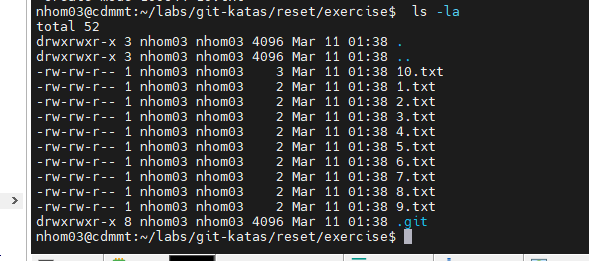 nhom03@cdmmt:~/labs/git-katas/reset/exercise$  ls -la
total 52
drwxrwxr-x 3 nhom03 nhom03 4096 Mar 11 01:38 .
drwxrwxr-x 3 nhom03 nhom03 4096 Mar 11 01:38 ..
-rw-rw-r-- 1 nhom03 nhom03    3 Mar 11 01:38 10.txt
-rw-rw-r-- 1 nhom03 nhom03    2 Mar 11 01:38 1.txt
-rw-rw-r-- 1 nhom03 nhom03    2 Mar 11 01:38 2.txt
-rw-rw-r-- 1 nhom03 nhom03    2 Mar 11 01:38 3.txt
-rw-rw-r-- 1 nhom03 nhom03    2 Mar 11 01:38 4.txt
-rw-rw-r-- 1 nhom03 nhom03    2 Mar 11 01:38 5.txt
-rw-rw-r-- 1 nhom03 nhom03    2 Mar 11 01:38 6.txt
-rw-rw-r-- 1 nhom03 nhom03    2 Mar 11 01:38 7.txt
-rw-rw-r-- 1 nhom03 nhom03    2 Mar 11 01:38 8.txt
-rw-rw-r-- 1 nhom03 nhom03    2 Mar 11 01:38 9.txt
drwxrwxr-x 8 nhom03 nhom03 4096 Mar 11 01:38 .git
nhom03@cdmmt:~/labs/git-katas/reset/exercise$